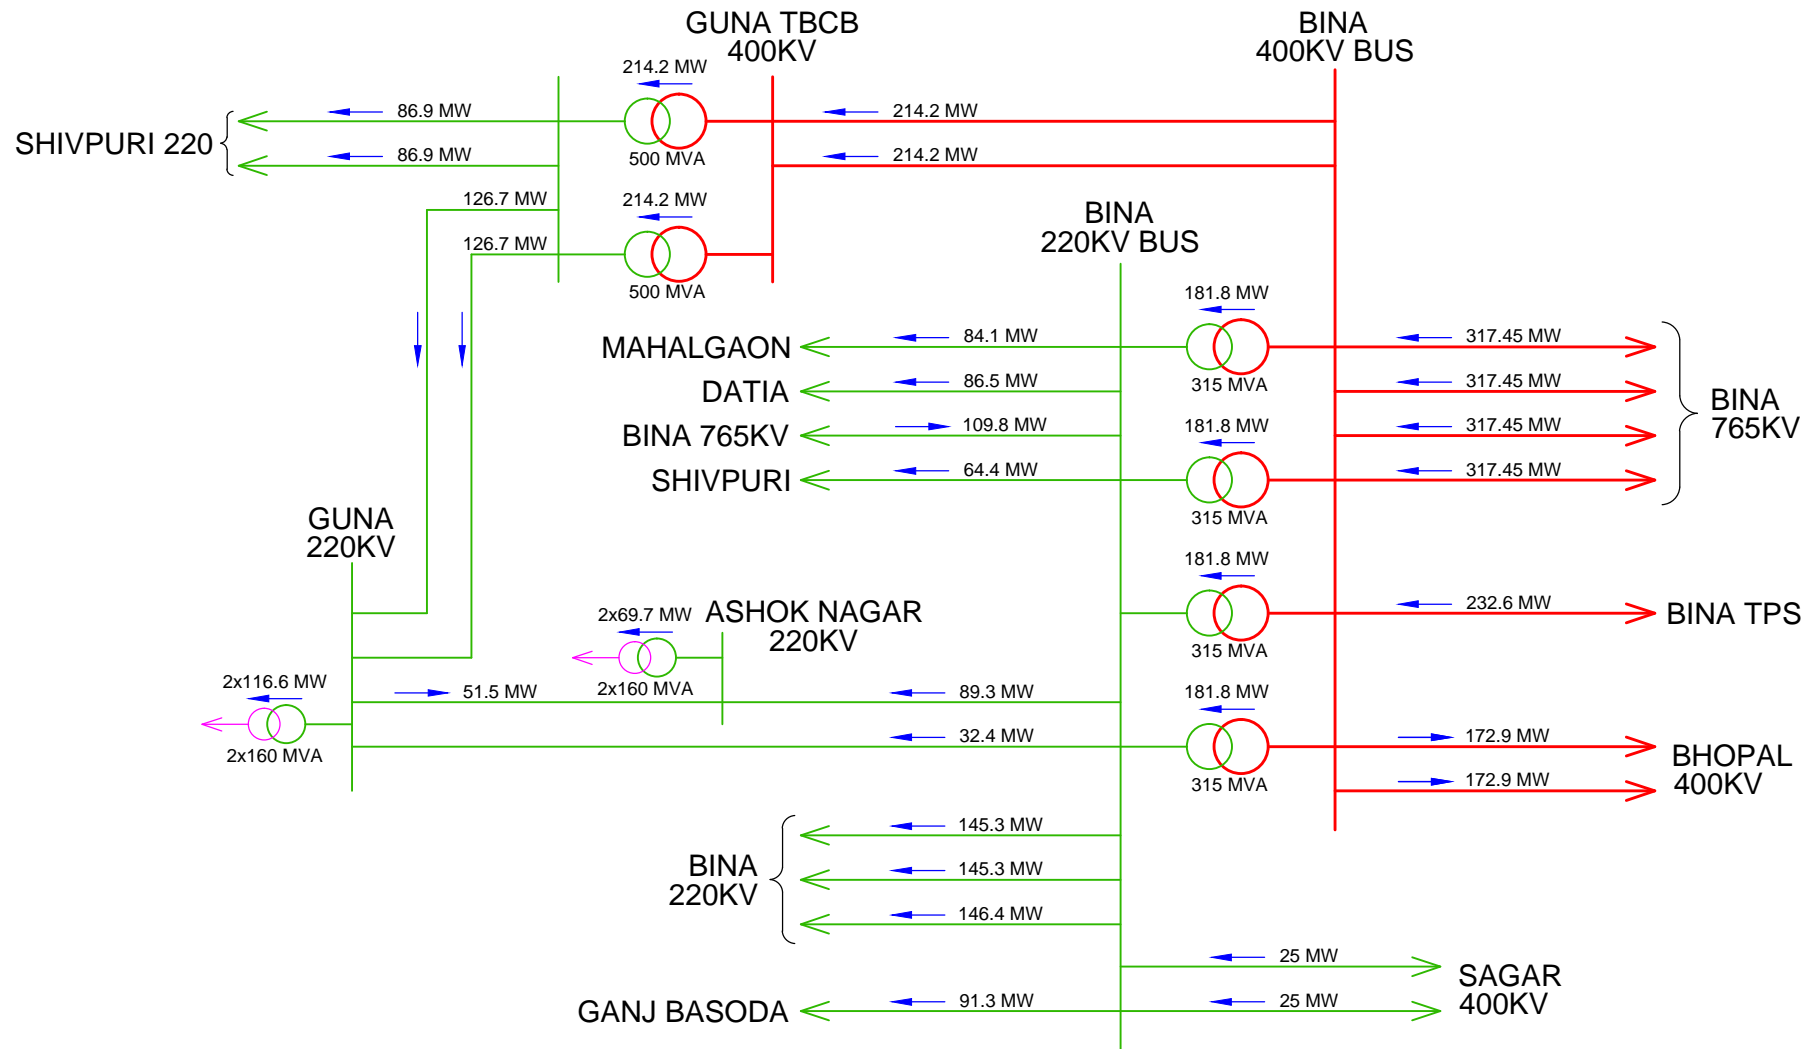 GUNA TBCB
400KV
BINA
400KV BUS
214.2 MW
86.9 MW
214.2 MW
SHIVPURI 220
500 MVA
86.9 MW
214.2 MW
126.7 MW
214.2 MW
126.7 MW
500 MVA
BINA
220KV BUS
181.8 MW
MAHALGAON
84.1 MW
317.45 MW
315 MVA
DATIA
86.5 MW
317.45 MW
BINA
765KV
BINA 765KV
109.8 MW
181.8 MW
317.45 MW
SHIVPURI
64.4 MW
317.45 MW
315 MVA
GUNA
220KV
181.8 MW
2x69.7 MW
ASHOK NAGAR
220KV
232.6 MW
BINA TPS
315 MVA
2x116.6 MW
2x160 MVA
51.5 MW
89.3 MW
181.8 MW
2x160 MVA
32.4 MW
172.9 MW
315 MVA
172.9 MW
BHOPAL
400KV
145.3 MW
BINA
220KV
145.3 MW
146.4 MW
25 MW
SAGAR
400KV
GANJ BASODA
91.3 MW
25 MW